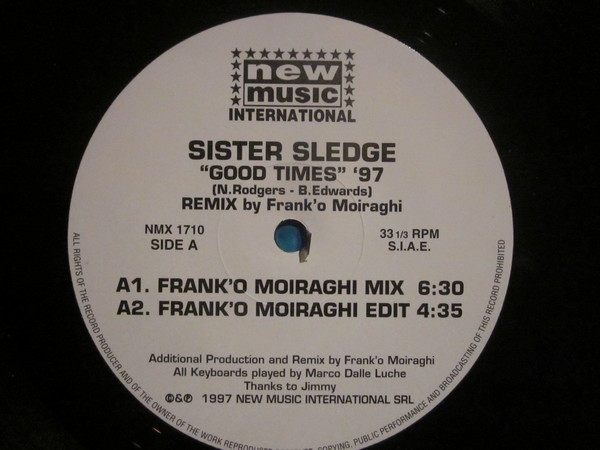 new
music
INTERNATIONAL
SISTER SLEDGE
“GOOD TIMES” ‘97
(N.Rodgers - B.Edwards)
REMIX by Frank’o Moiraghi
NMX 1710
SIDE A
33 1/3 RPM
S.I.A.E.
A1. FRANK’O MOIRAGHI MIX 6:30
A2. FRANK’O MOIRAGHI EDIT 4:35
Additional Production and Remix by Frank’o Moiraghi
All Keyboards played by Marco Dalle Luche
Thanks to Jimmy
©&℗ 1997 NEW MUSIC INTERNATIONAL SRL
ALL RIGHTS OF THE RECORD PRODUCER AND OF THE OWNER OF THE WORK REPRODUCED COPYING, PUBLIC PERFORMANCE AND BROADCASTING OF THIS RECORD PROHIBITED